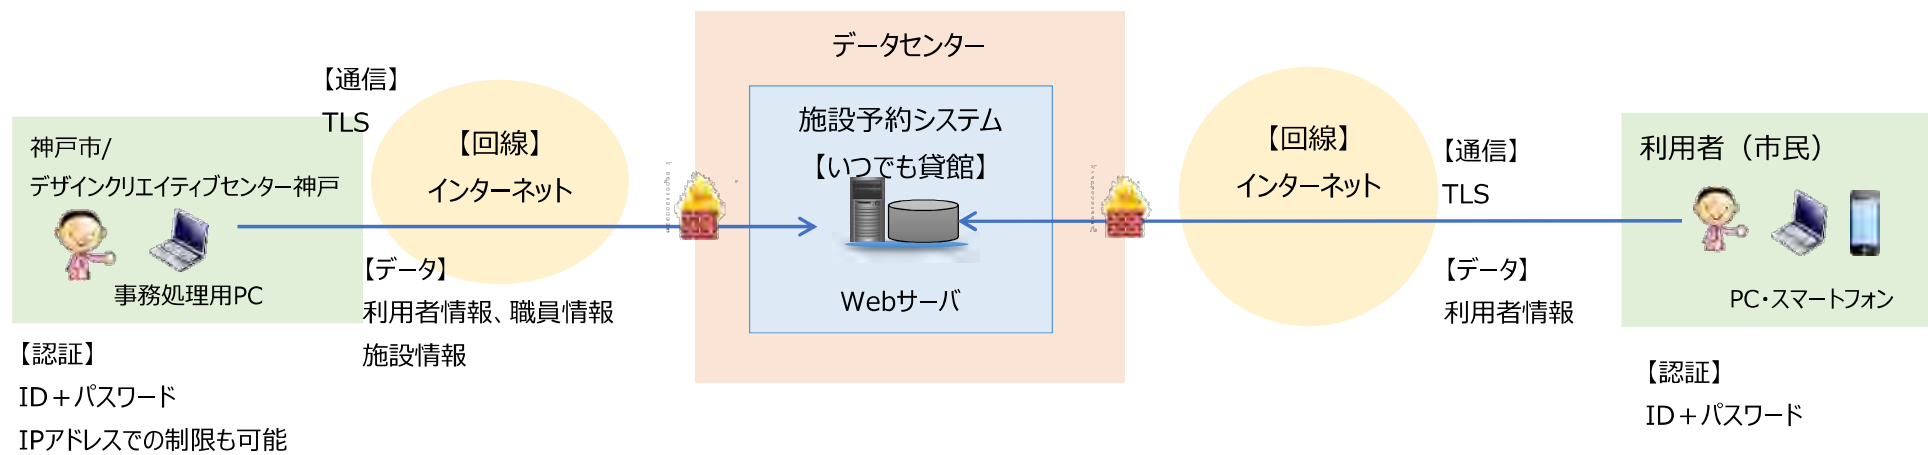 データセンター
施設予約システム
【いつでも貸館】
Webサーバ
【通信】
TLS
神戸市/
デザインクリエイティブセンター神戸
事務処理用PC
【回線】
インターネット
【データ】
利用者情報、職員情報
施設情報
【認証】
ID+パスワード
IPアドレスでの制限も可能
【回線】
インターネット
【通信】
TLS
【データ】
利用者情報
利用者（市民）
PC・スマートフォン
【認証】
ID+パスワード